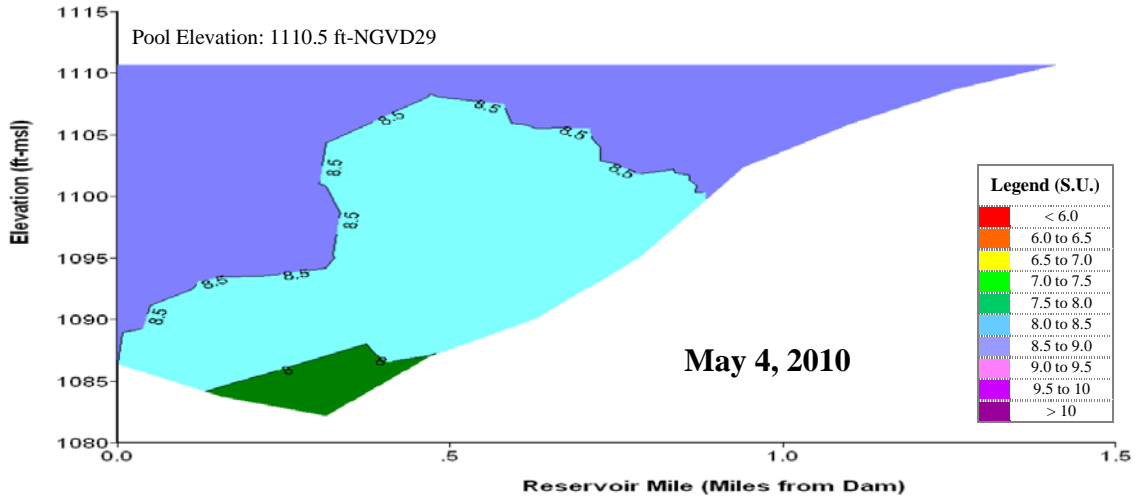 1115
Pool Elevation: 1110.5 ft-NGVD29
1110
1105
1100
1095
1090
1085
1080
Elevation (ft-msl)
8.5
8.5
8.5
8.5
8.5
8.5
8.5
8.5
8.5
8
8
May 4, 2010
Legend (S.U.)
< 6.0
6.0 to 6.5
6.5 to 7.0
7.0 to 7.5
7.5 to 8.0
8.0 to 8.5
8.5 to 9.0
9.0 to 9.5
9.5 to 10
> 10
0.0 .5 1.0 1.5
Reservoir Mile (Miles from Dam)